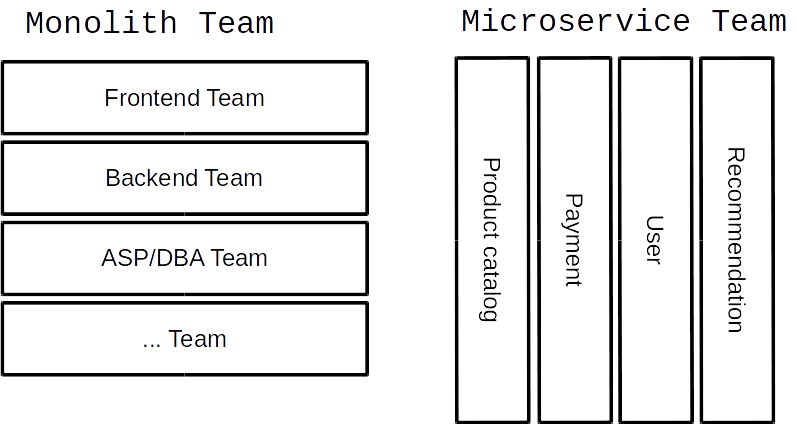 Monolith Team
Frontend Team
Backend Team
ASP/DBA Team
... Team
Microservice Team
Product catalog
Payment
User
Recommendation